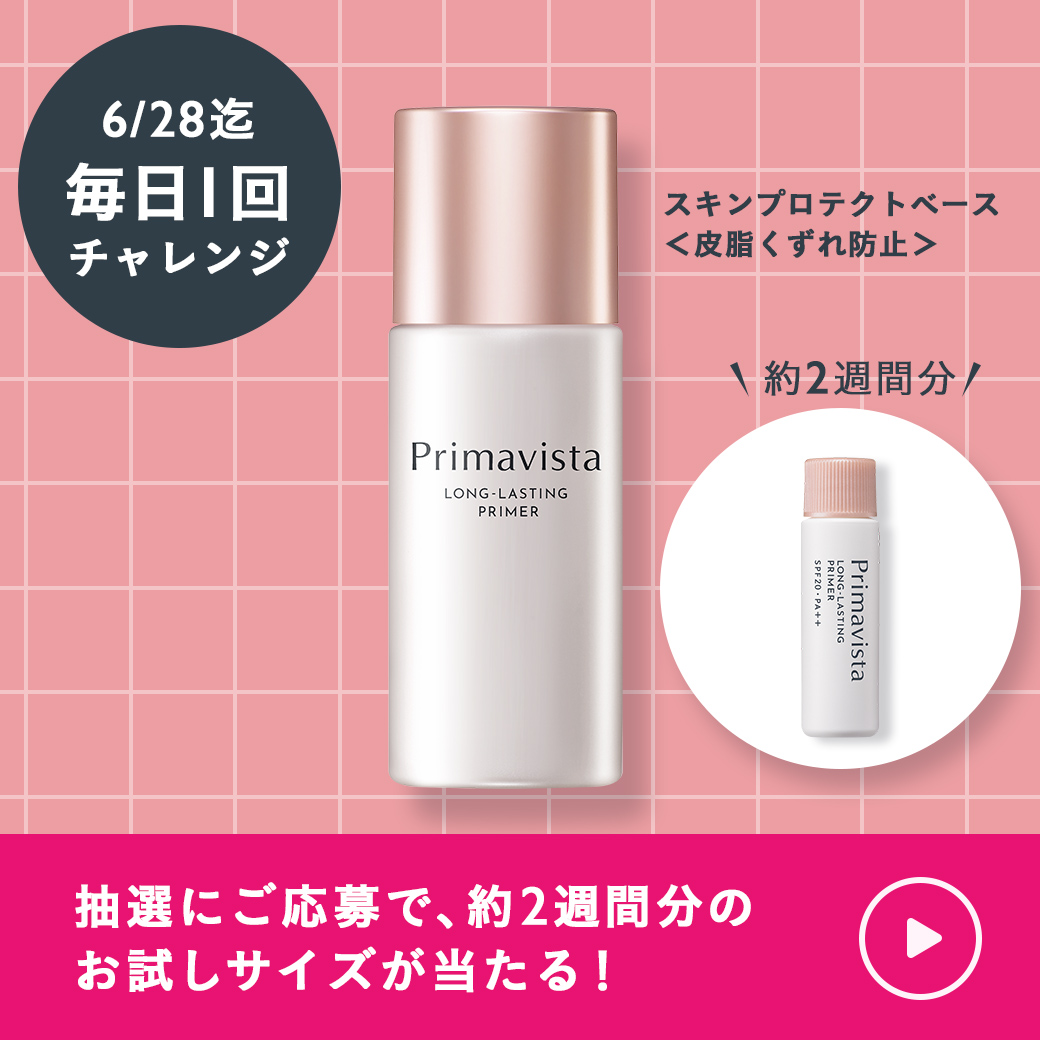 6/28迄
毎日1回
チャレンジ
スキンプロテクトベース
＜皮脂くずれ防止＞
Primavista
LONG-LASTING
PRIMER
約2週間分
Primavista
LONG-LASTING
PRIMER
SPF20・PA++
抽選にご応募で、約2週間分の
お試しサイズが当たる！